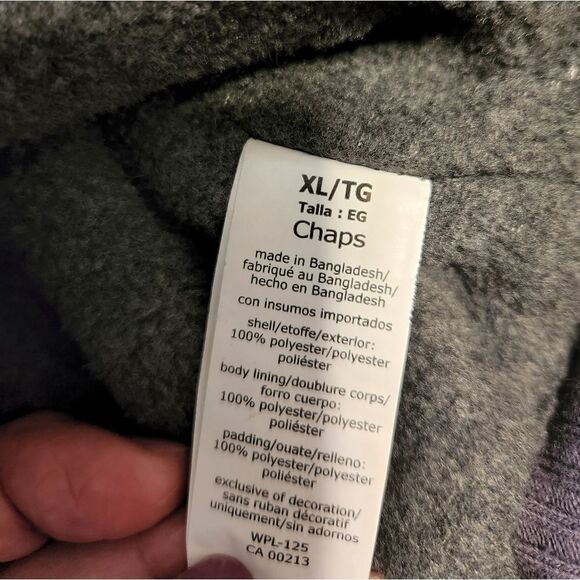 XL/TG
Talla : EG
Chaps
made in Bangladesh/
fabriqué au Bangladesh/
hecho en Bangladesh
con insumos importados
shell/etoffe/exterior:
100% polyester/polyester
poliéster
body lining/doublure corps/
forro cuerpo:
100% polyester/polyester
poliéster
padding/ouate/relleno:
100% polyester/polyester
poliéster
exclusive of decoration/
sans ruban décoratif
uniquement/sin adornos
WPL-125
CA 00213